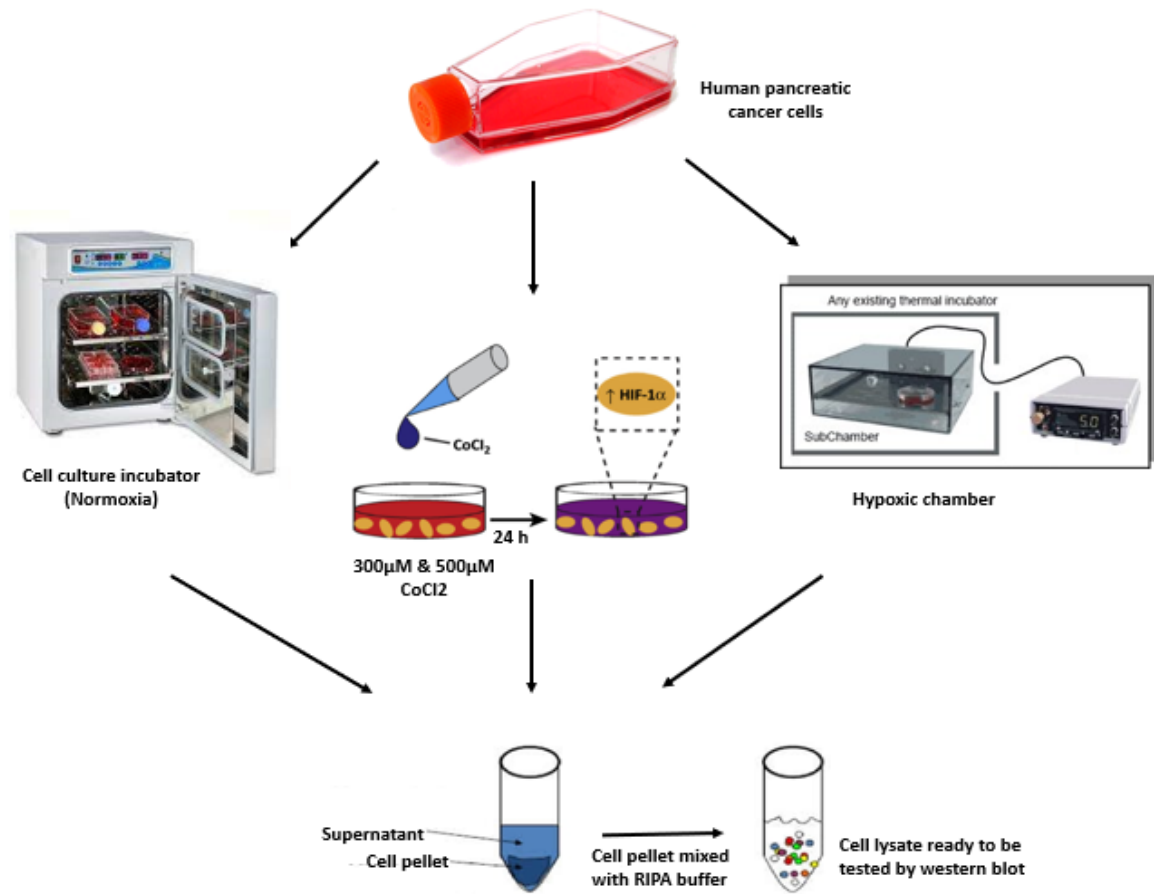 Human pancreatic
cancer cells
Any existing thermal incubator
SubChamber
5.0
Cell culture incubator
(Normoxia)
Hypoxic chamber
↑ HIF-1α
CoCl₂
24 h
300µM & 500µM
CoCl2
Supernatant
Cell pellet
Cell pellet mixed
with RIPA buffer
Cell lysate ready to be
tested by western blot